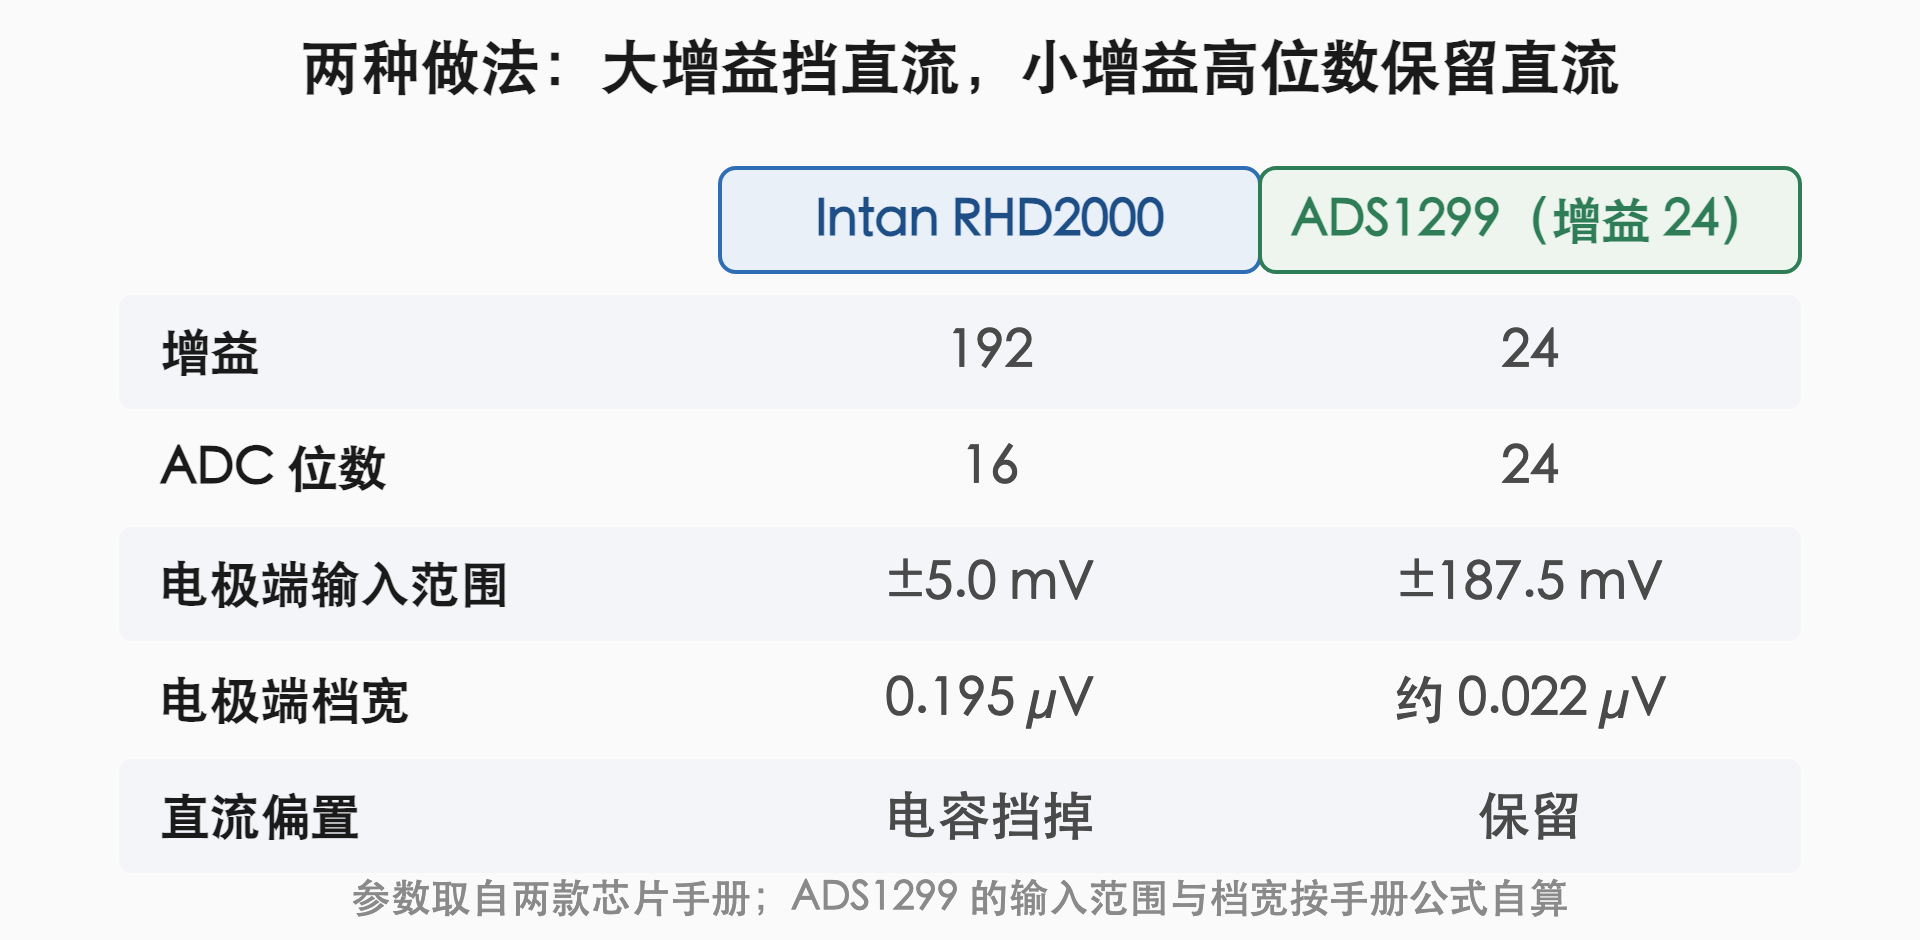 两种做法：大增益挡直流，小增益高位数保留直流
Intan RHD2000 ADS1299（增益 24）
增益 192 24
ADC 位数 16 24
电极端输入范围 ±5.0 mV ±187.5 mV
电极端档宽 0.195 μV 约 0.022 μV
直流偏置 电容挡掉 保留
参数取自两款芯片手册；ADS1299 的输入范围与档宽按手册公式自算